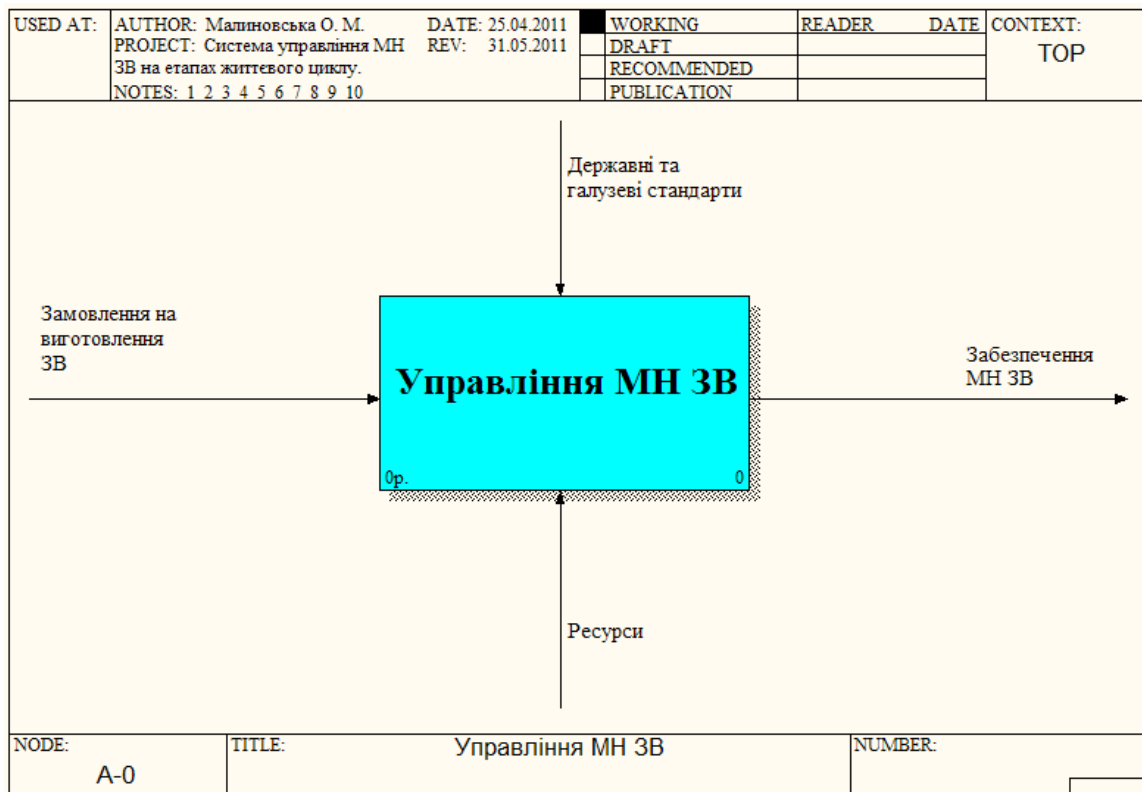 USED AT:
AUTHOR: Малиновська О. М.
DATE: 25.04.2011
PROJECT: Система управління МН
REV: 31.05.2011
ЗВ на етапах життєвого циклу.
NOTES: 1 2 3 4 5 6 7 8 9 10
WORKING
DRAFT
RECOMMENDED
PUBLICATION
READER DATE
CONTEXT:
TOP
Державні та
галузеві стандарти
Замовлення на
виготовлення
ЗВ
Управління МН ЗВ
0р.
0
Забезпечення
МН ЗВ
Ресурси
NODE:
A-0
TITLE:
Управління МН ЗВ
NUMBER: